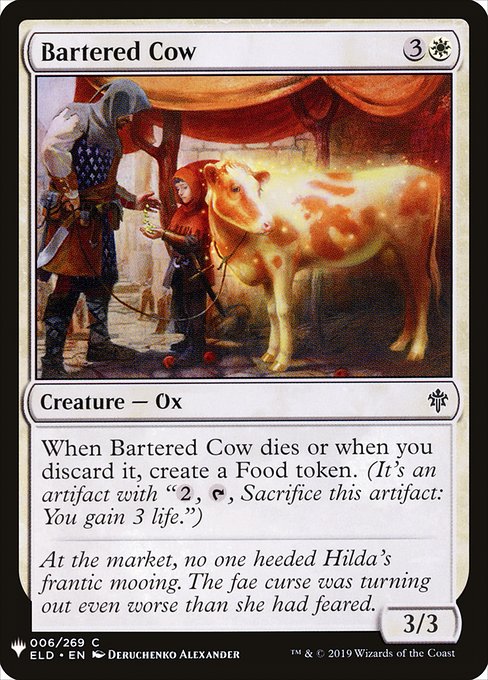 Bartered Cow 3
Creature — Ox
When Bartered Cow dies or when you
discard it, create a Food token. (It's an
artifact with “2, , Sacrifice this artifact:
You gain 3 life.”)
At the market, no one heeded Hilda's
frantic mooing. The fae curse was turning
out even worse than she had feared.
3/3
006/269 C
ELD • EN Deruchenko Alexander
™ & © 2019 Wizards of the Coast